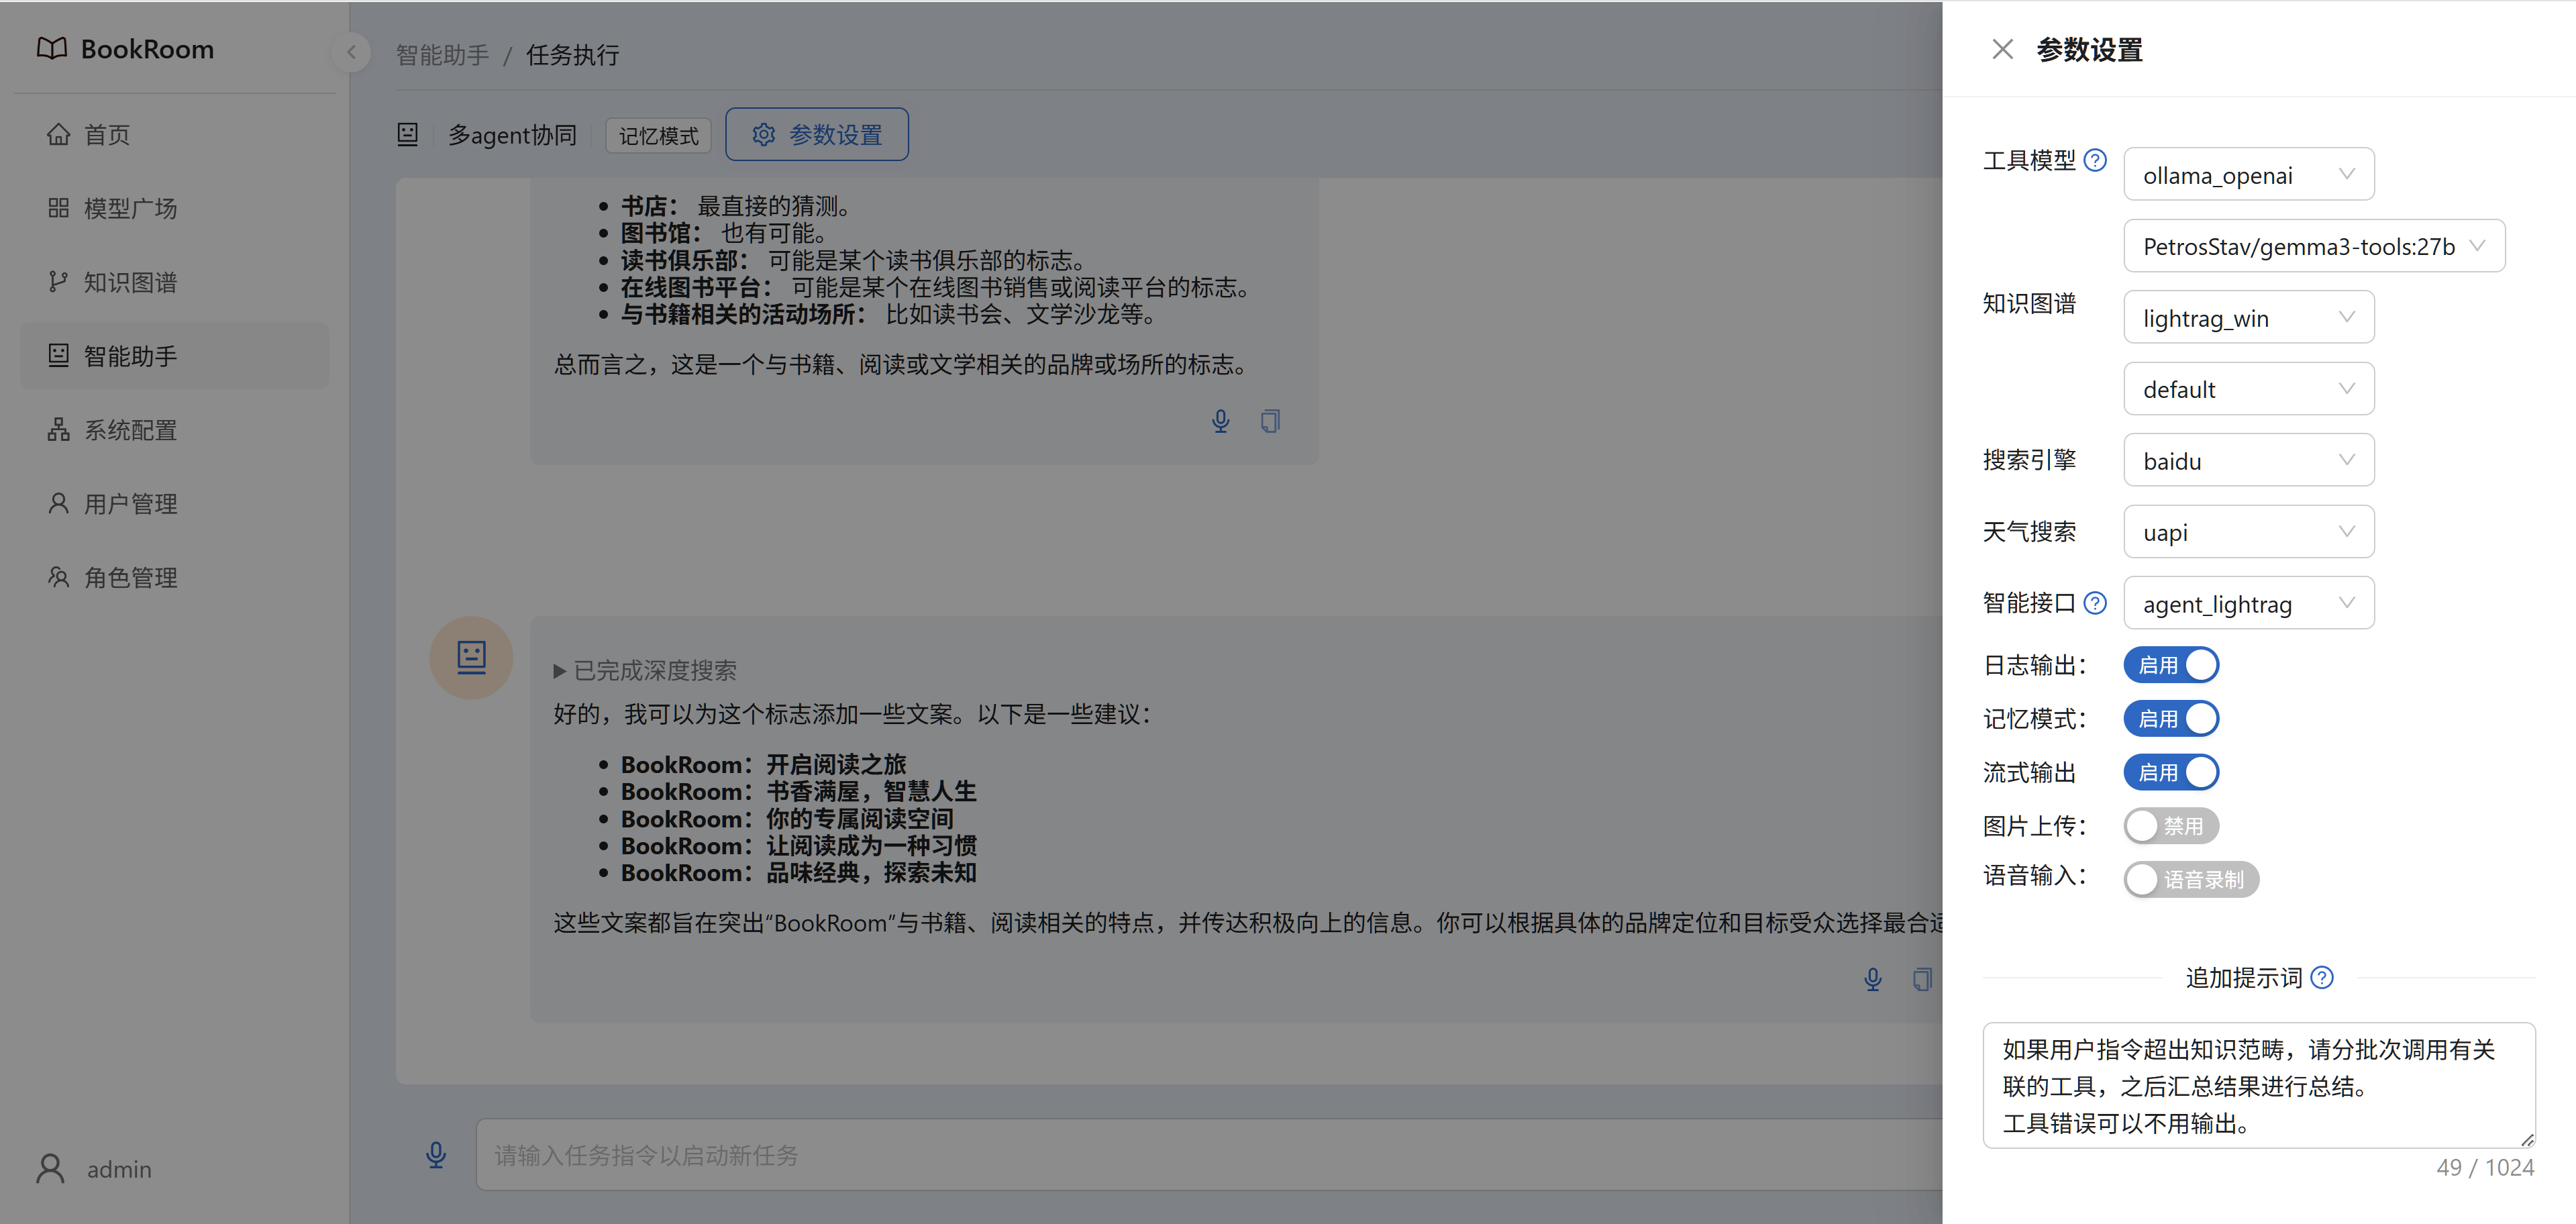 BookRoom
首页
模型广场
知识图谱
智能助手
系统配置
用户管理
角色管理
admin
智能助手 / 任务执行
多agent协同
记忆模式
参数设置
书店： 最直接的猜测。
图书馆： 也有可能。
读书俱乐部： 可能是某个读书俱乐部的标志。
在线图书平台： 可能是某个在线图书销售或阅读平台的标志。
与书籍相关的活动场所： 比如读书会、文学沙龙等。
总而言之，这是一个与书籍、阅读或文学相关的品牌或场所的标志。
已完成深度搜索
好的，我可以为这个标志添加一些文案。以下是一些建议：
BookRoom：开启阅读之旅
BookRoom：书香满屋，智慧人生
BookRoom：你的专属阅读空间
BookRoom：让阅读成为一种习惯
BookRoom：品味经典，探索未知
这些文案都旨在突出“BookRoom”与书籍、阅读相关的特点，并传达积极向上的信息。你可以根据具体的品牌定位和目标受众选择最合适
请输入任务指令以启动新任务
参数设置
工具模型 ollama_openai
PetrosStav/gemma3-tools:27b
知识图谱 lightrag_win
default
搜索引擎 baidu
天气搜索 uapi
智能接口 agent_lightrag
日志输出： 启用
记忆模式： 启用
流式输出 启用
图片上传： 禁用
语音输入： 语音录制
追加提示词
如果用户指令超出知识范畴，请分批次调用有关
联的工具，之后汇总结果进行总结。
工具错误可以不用输出。
49 / 1024